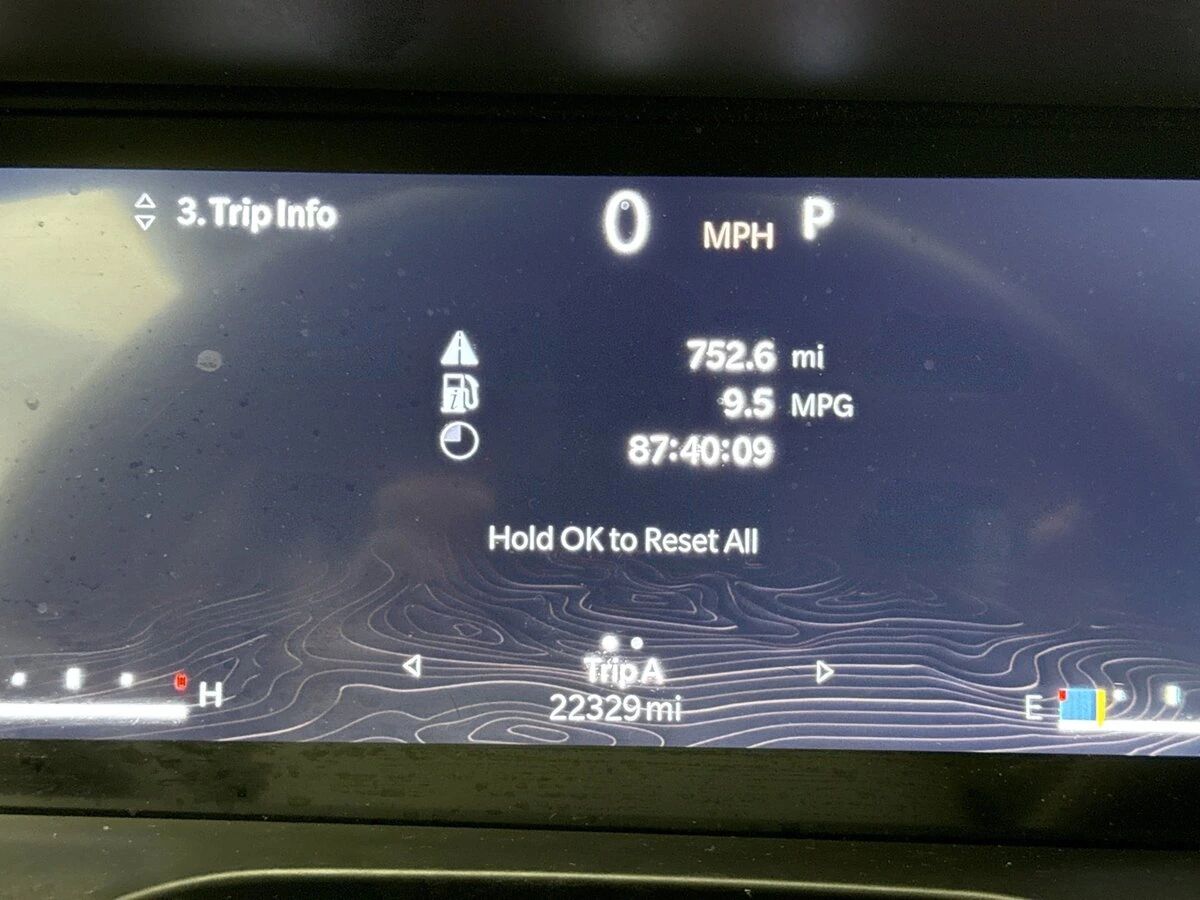 3. Trip Info
0 MPH P
752.6 mi
9.5 MPG
87:40:09
Hold OK to Reset All
Trip A
22329 mi
H
E